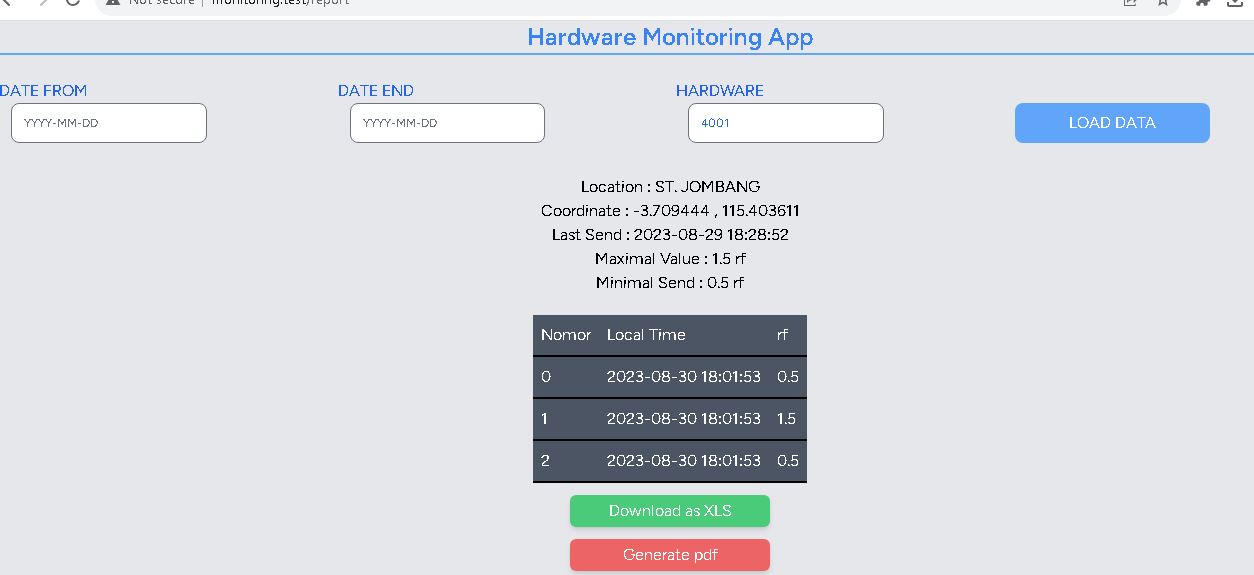 Not secure | monitoring.test/report
Hardware Monitoring App
DATE FROM
DATE END
HARDWARE
YYYY-MM-DD
YYYY-MM-DD
4001
LOAD DATA
Location : ST. JOMBANG
Coordinate : -3.709444 , 115.403611
Last Send : 2023-08-29 18:28:52
Maximal Value : 1.5 rf
Minimal Send : 0.5 rf
Nomor Local Time rf
0 2023-08-30 18:01:53 0.5
1 2023-08-30 18:01:53 1.5
2 2023-08-30 18:01:53 0.5
Download as XLS
Generate pdf